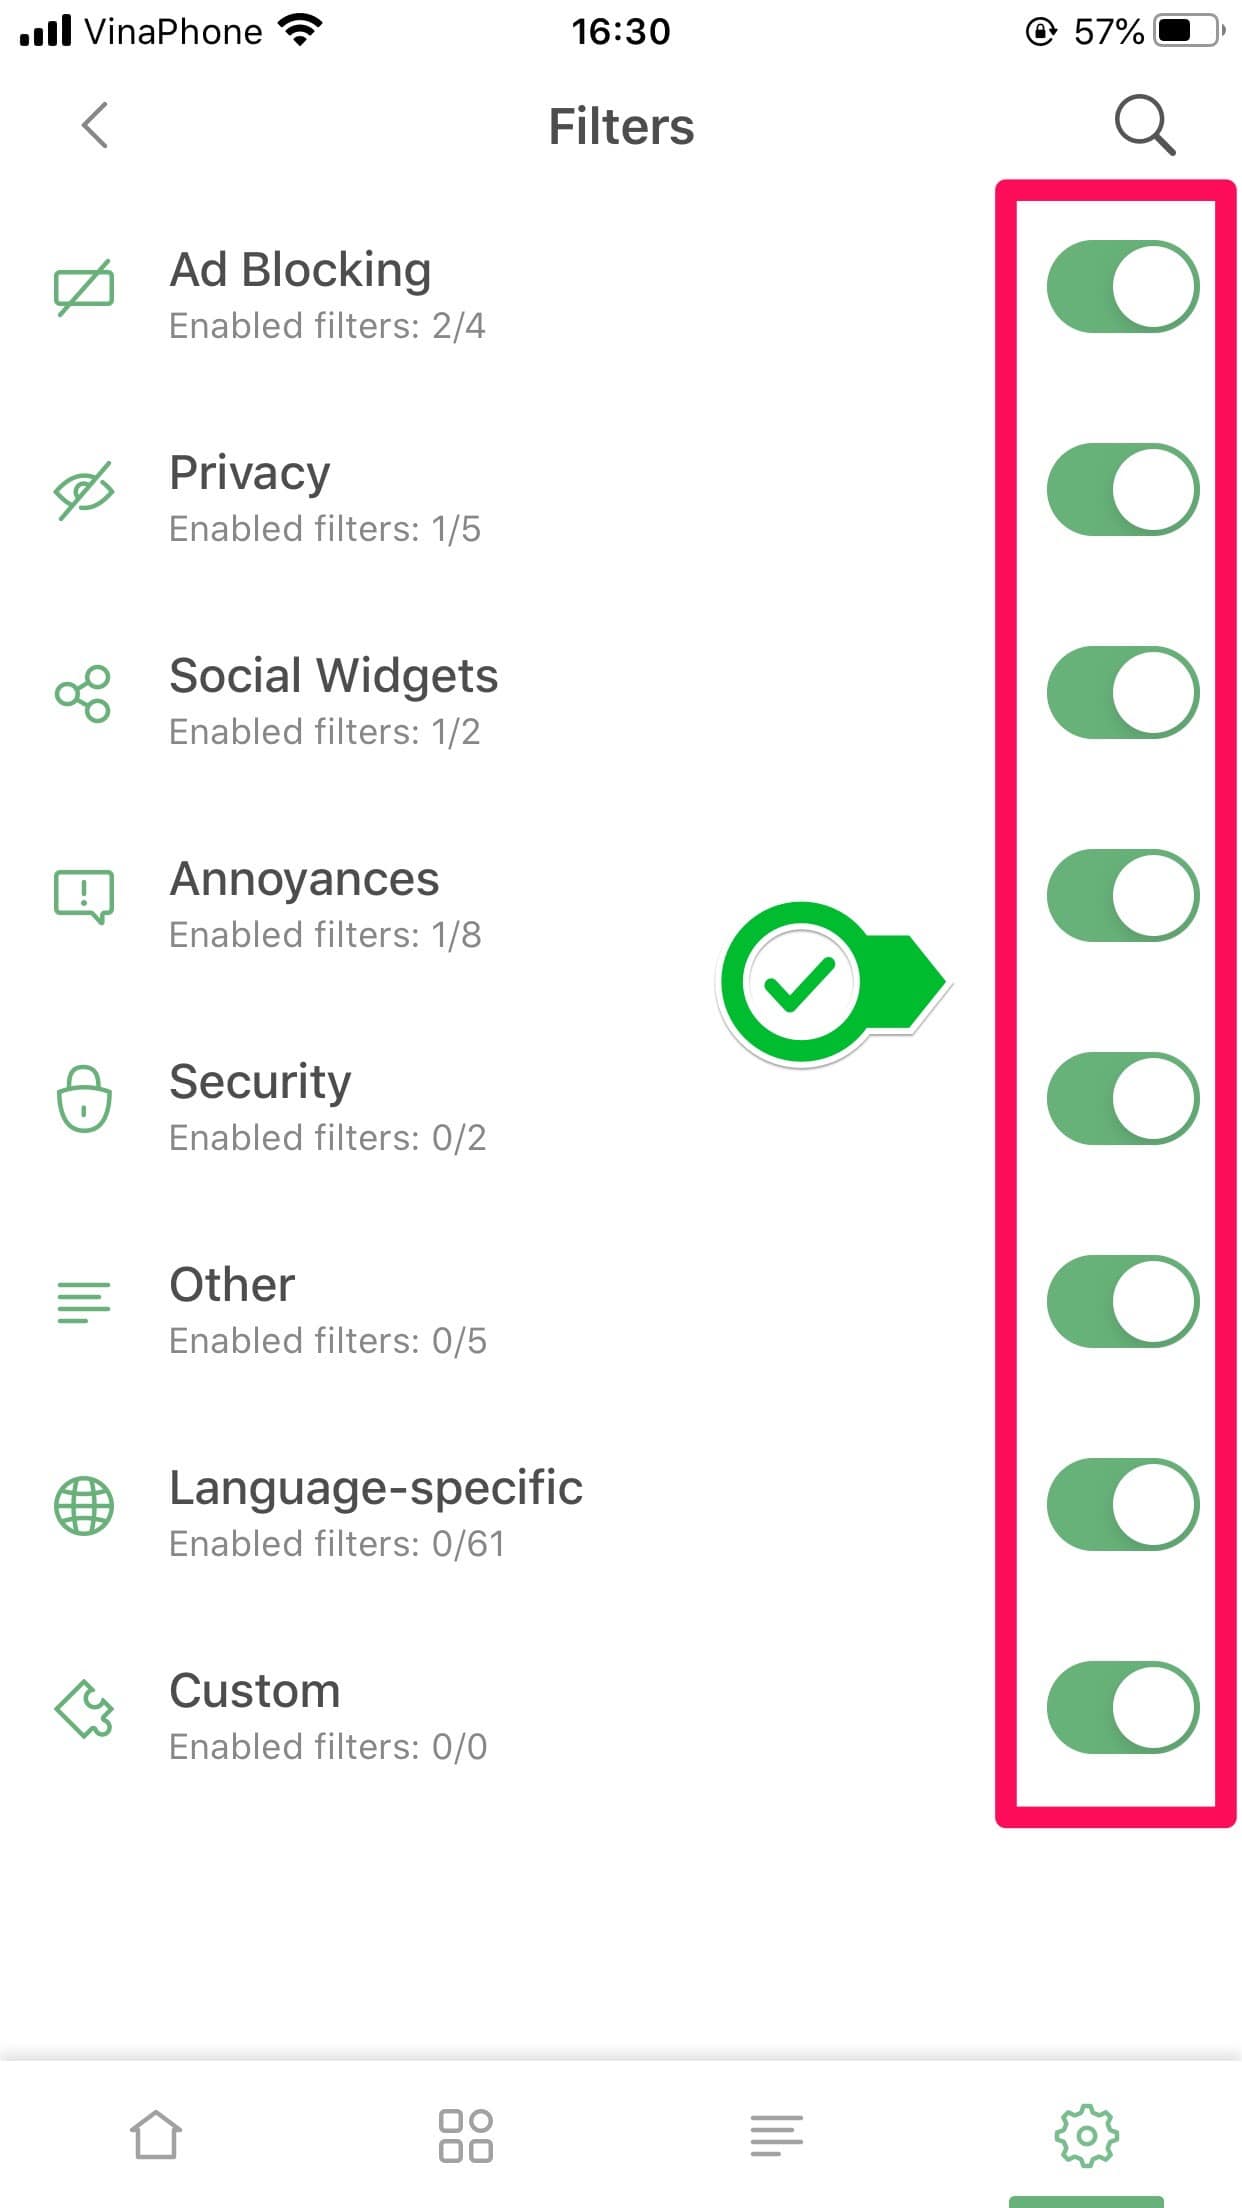 VinaPhone 16:30 57%
Filters
Ad Blocking
Enabled filters: 2/4
Privacy
Enabled filters: 1/5
Social Widgets
Enabled filters: 1/2
Annoyances
Enabled filters: 1/8
Security
Enabled filters: 0/2
Other
Enabled filters: 0/5
Language-specific
Enabled filters: 0/61
Custom
Enabled filters: 0/0